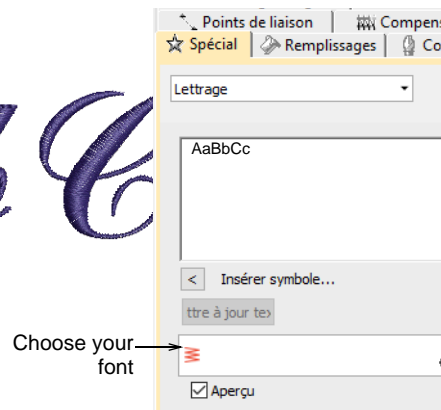 Points de liaison
Compens
Spécial
Remplissages
Co
Lettrage
AaBbCc
< Insérer symbole...
ttre à jour tex
Choose your
font
Aperçu